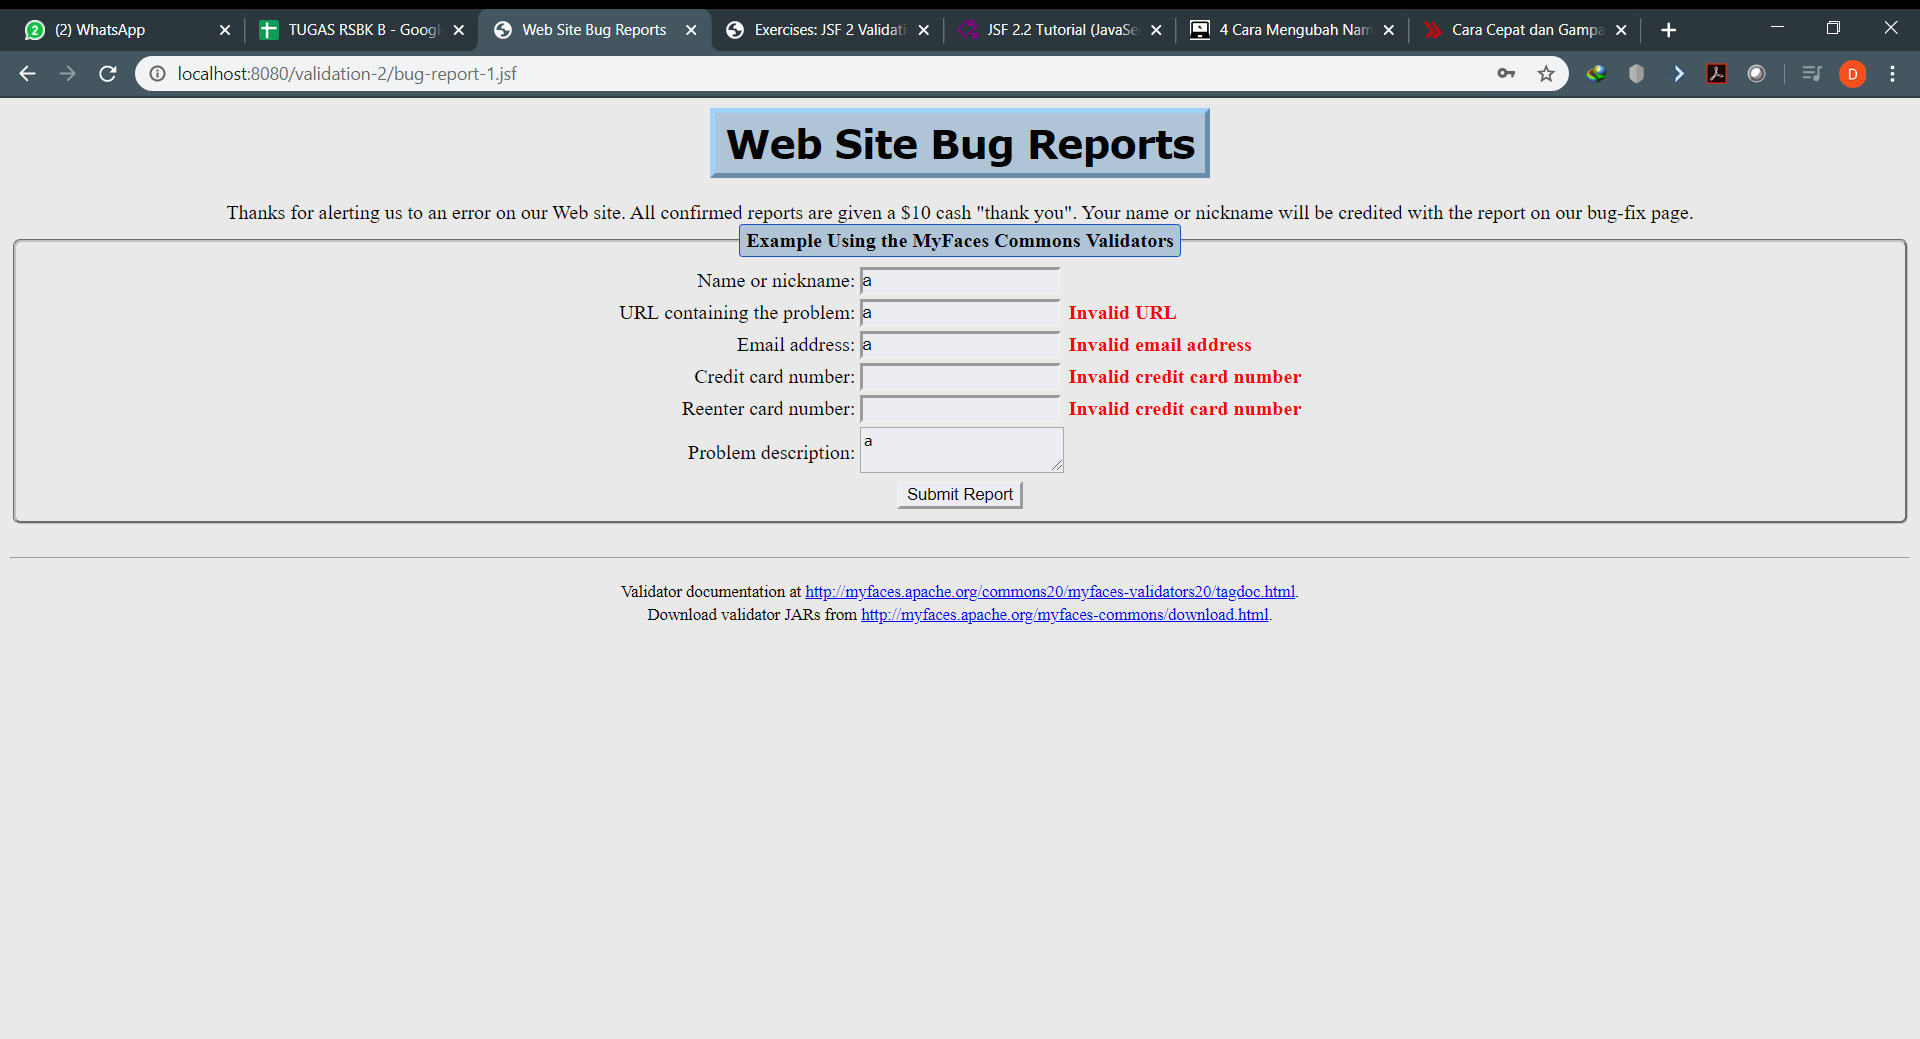 (2) WhatsApp
TUGAS RSBK B - Googl
Web Site Bug Reports
Exercises: JSF 2 Validati
JSF 2.2 Tutorial (JavaSe
4 Cara Mengubah Nam
Cara Cepat dan Gampa
localhost:8080/validation-2/bug-report-1.jsf
D
Web Site Bug Reports
Thanks for alerting us to an error on our Web site. All confirmed reports are given a $10 cash "thank you". Your name or nickname will be credited with the report on our bug-fix page.
Example Using the MyFaces Commons Validators
Name or nickname: a
URL containing the problem: a Invalid URL
Email address: a Invalid email address
Credit card number: Invalid credit card number
Reenter card number: Invalid credit card number
Problem description: a
Submit Report
Validator documentation at http://myfaces.apache.org/commons20/myfaces-validators20/tagdoc.html.
Download validator JARs from http://myfaces.apache.org/myfaces-commons/download.html.